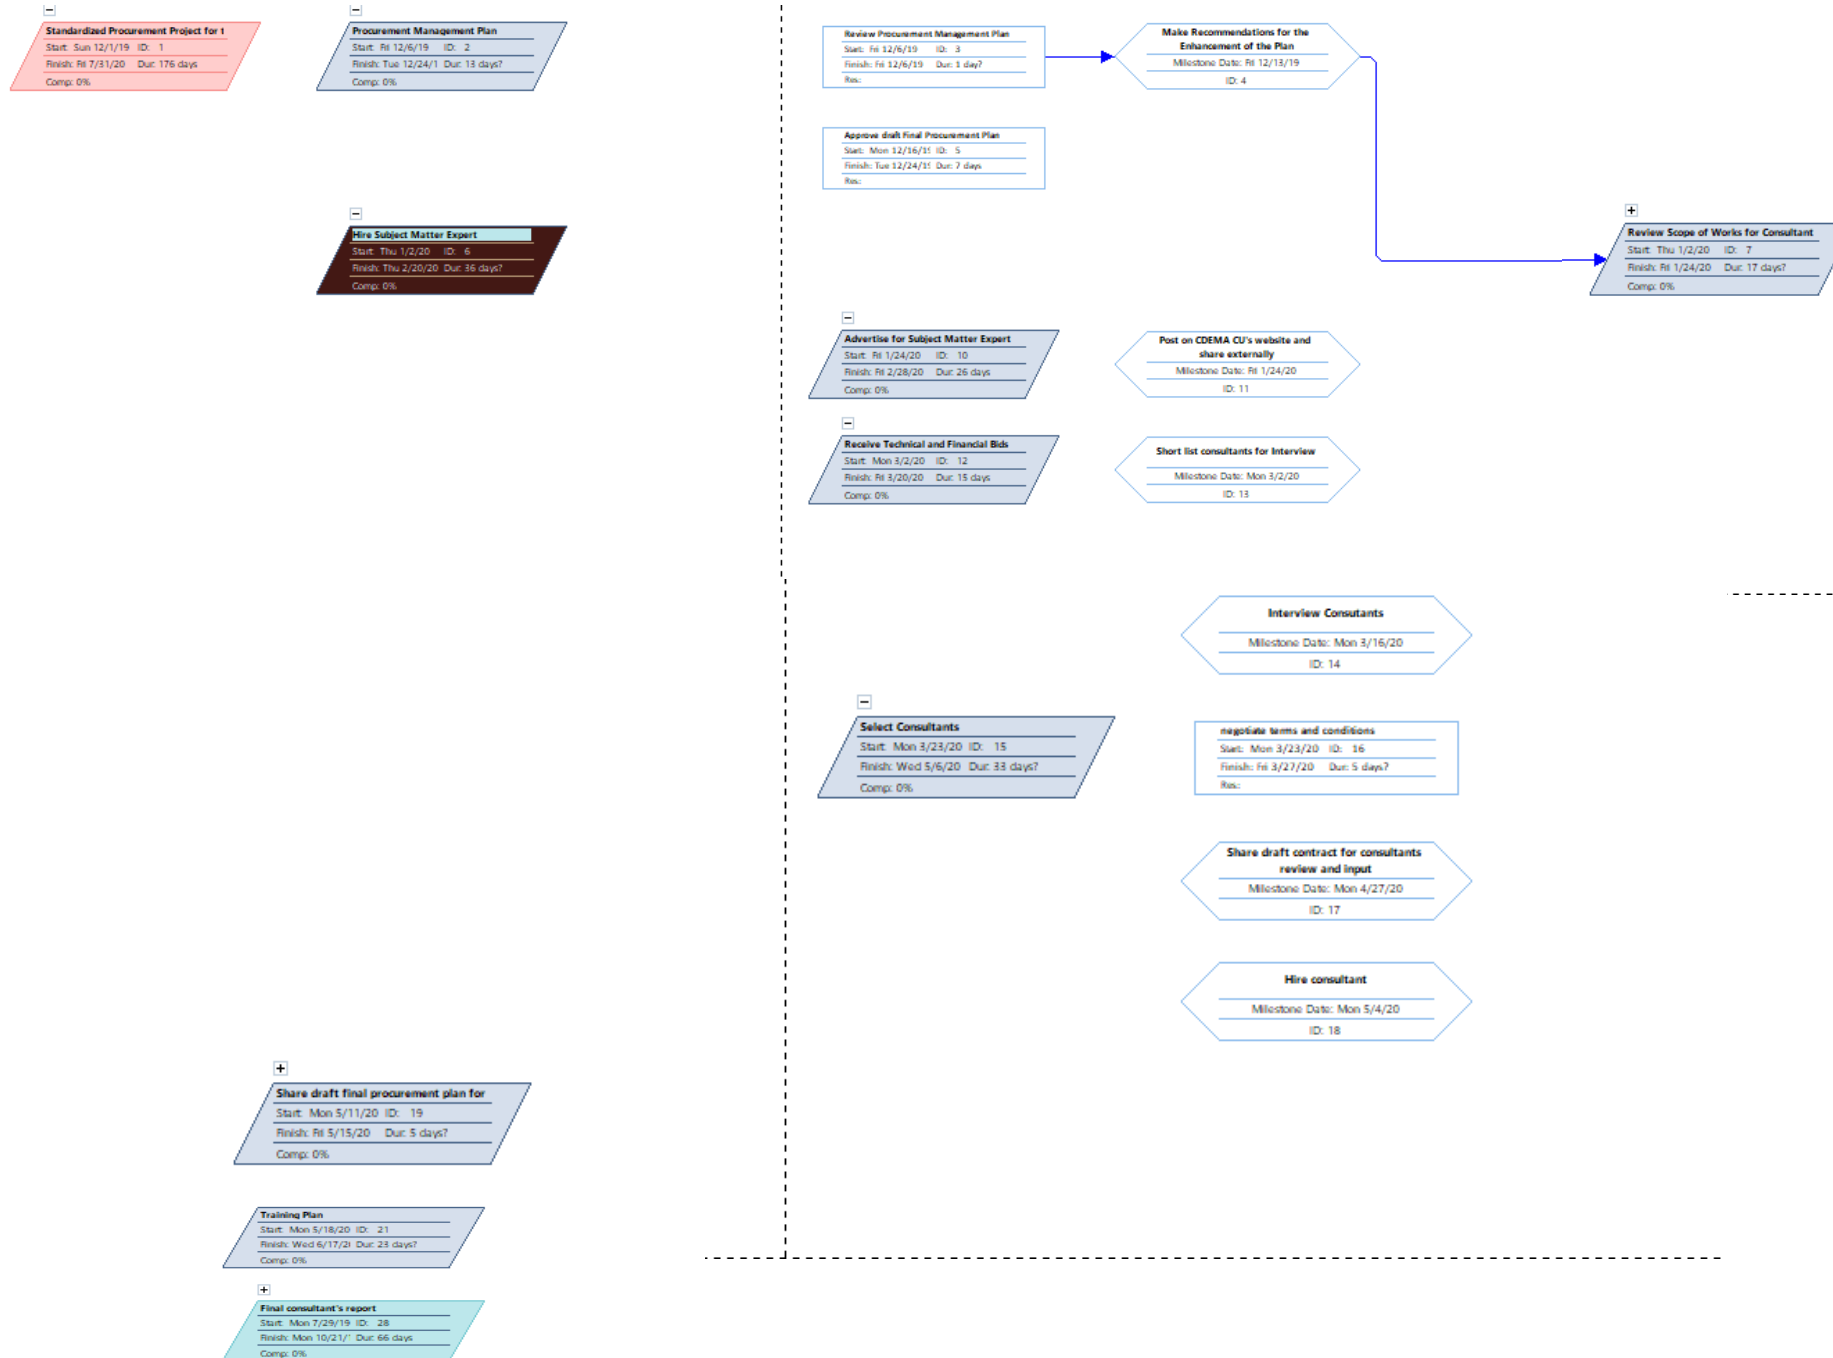 Standardized Procurement Project for t
Start: Sun 12/1/19 ID: 1
Finish: Fri 7/31/20 Dur: 176 days
Comp: 0%
Procurement Management Plan
Start: Fri 12/6/19 ID: 2
Finish: Tue 12/24/1 Dur: 13 days?
Comp: 0%
Review Procurement Management Plan
Start: Fri 12/6/19 ID: 3
Finish: Fri 12/6/19 Dur: 1 day?
Res:
Make Recommendations for the
Enhancement of the Plan
Milestone Date: Fri 12/13/19
ID: 4
Approve draft Final Procurement Plan
Start: Mon 12/16/1 ID: 5
Finish: Tue 12/24/1 Dur: 7 days
Res:
Hire Subject Matter Expert
Start: Thu 1/2/20 ID: 6
Finish: Thu 2/20/20 Dur: 36 days?
Comp: 0%
Review Scope of Works for Consultant
Start: Thu 1/2/20 ID: 7
Finish: Fri 1/24/20 Dur: 17 days?
Comp: 0%
Advertise for Subject Matter Expert
Start: Fri 1/24/20 ID: 10
Finish: Fri 2/28/20 Dur: 26 days
Comp: 0%
Post on CDEMA CU's website and
share externally
Milestone Date: Fri 1/24/20
ID: 11
Receive Technical and Financial Bids
Start: Mon 3/2/20 ID: 12
Finish: Fri 3/20/20 Dur: 15 days
Comp: 0%
Short list consultants for Interview
Milestone Date: Mon 3/2/20
ID: 13
Interview Consutants
Milestone Date: Mon 3/16/20
ID: 14
Select Consultants
Start: Mon 3/23/20 ID: 15
Finish: Wed 5/6/20 Dur: 33 days?
Comp: 0%
negotiate terms and conditions
Start: Mon 3/23/20 ID: 16
Finish: Fri 3/27/20 Dur: 5 days?
Res:
Share draft contract for consultants
review and input
Milestone Date: Mon 4/27/20
ID: 17
Hire consultant
Milestone Date: Mon 5/4/20
ID: 18
Share draft final procurement plan for
Start: Mon 5/11/20 ID: 19
Finish: Fri 5/15/20 Dur: 5 days?
Comp: 0%
Training Plan
Start: Mon 5/18/20 ID: 21
Finish: Wed 6/17/2 Dur: 23 days?
Comp: 0%
Final consultant's report
Start: Mon 7/29/19 ID: 28
Finish: Mon 10/21/ Dur: 66 days
Comp: 0%